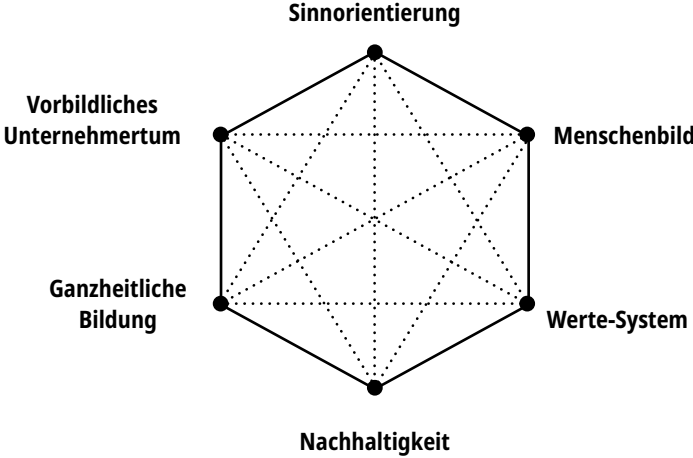 Sinnorientierung
Vorbildliches
Unternehmertum
Menschenbild
Ganzheitliche
Bildung
Werte-System
Nachhaltigkeit